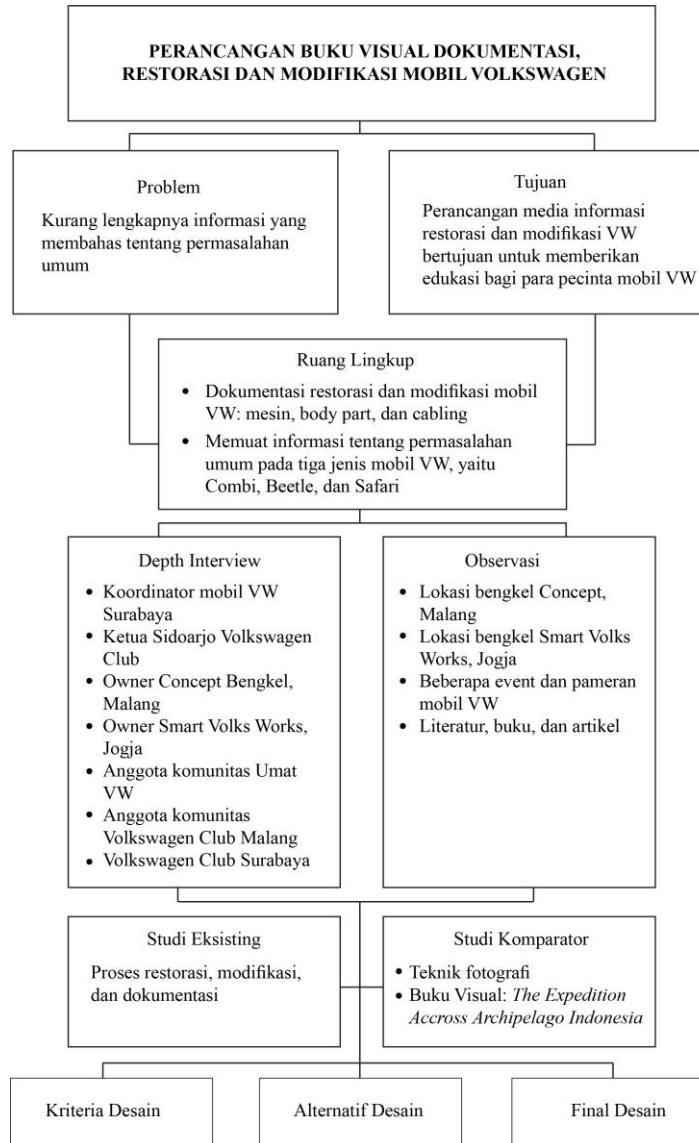 PERANCANGAN BUKU VISUAL DOKUMENTASI,
RESTORASI DAN MODIFIKASI MOBIL VOLKSWAGEN
Problem
Kurang lengkapnya informasi yang
membahas tentang permasalahan
umum
Tujuan
Perancangan media informasi
restorasi dan modifikasi VW
bertujuan untuk memberikan
edukasi bagi para pecinta mobil VW
Ruang Lingkup
• Dokumentasi restorasi dan modifikasi mobil
VW: mesin, body part, dan cabling
• Memuat informasi tentang permasalahan
umum pada tiga jenis mobil VW, yaitu
Combi, Beetle, dan Safari
Depth Interview
• Koordinator mobil VW
Surabaya
• Ketua Sidoarjo Volkswagen
Club
• Owner Concept Bengkel,
Malang
• Owner Smart Volks Works,
Jogja
• Anggota komunitas Umat
VW
• Anggota komunitas
Volkswagen Club Malang
• Volkswagen Club Surabaya
Observasi
• Lokasi bengkel Concept,
Malang
• Lokasi bengkel Smart Volks
Works, Jogja
• Beberapa event dan pameran
mobil VW
• Literatur, buku, dan artikel
Studi Eksisting
Proses restorasi, modifikasi,
dan dokumentasi
Studi Komparator
• Teknik fotografi
• Buku Visual: The Expedition
Accross Archipelago Indonesia
Kriteria Desain
Alternatif Desain
Final Desain